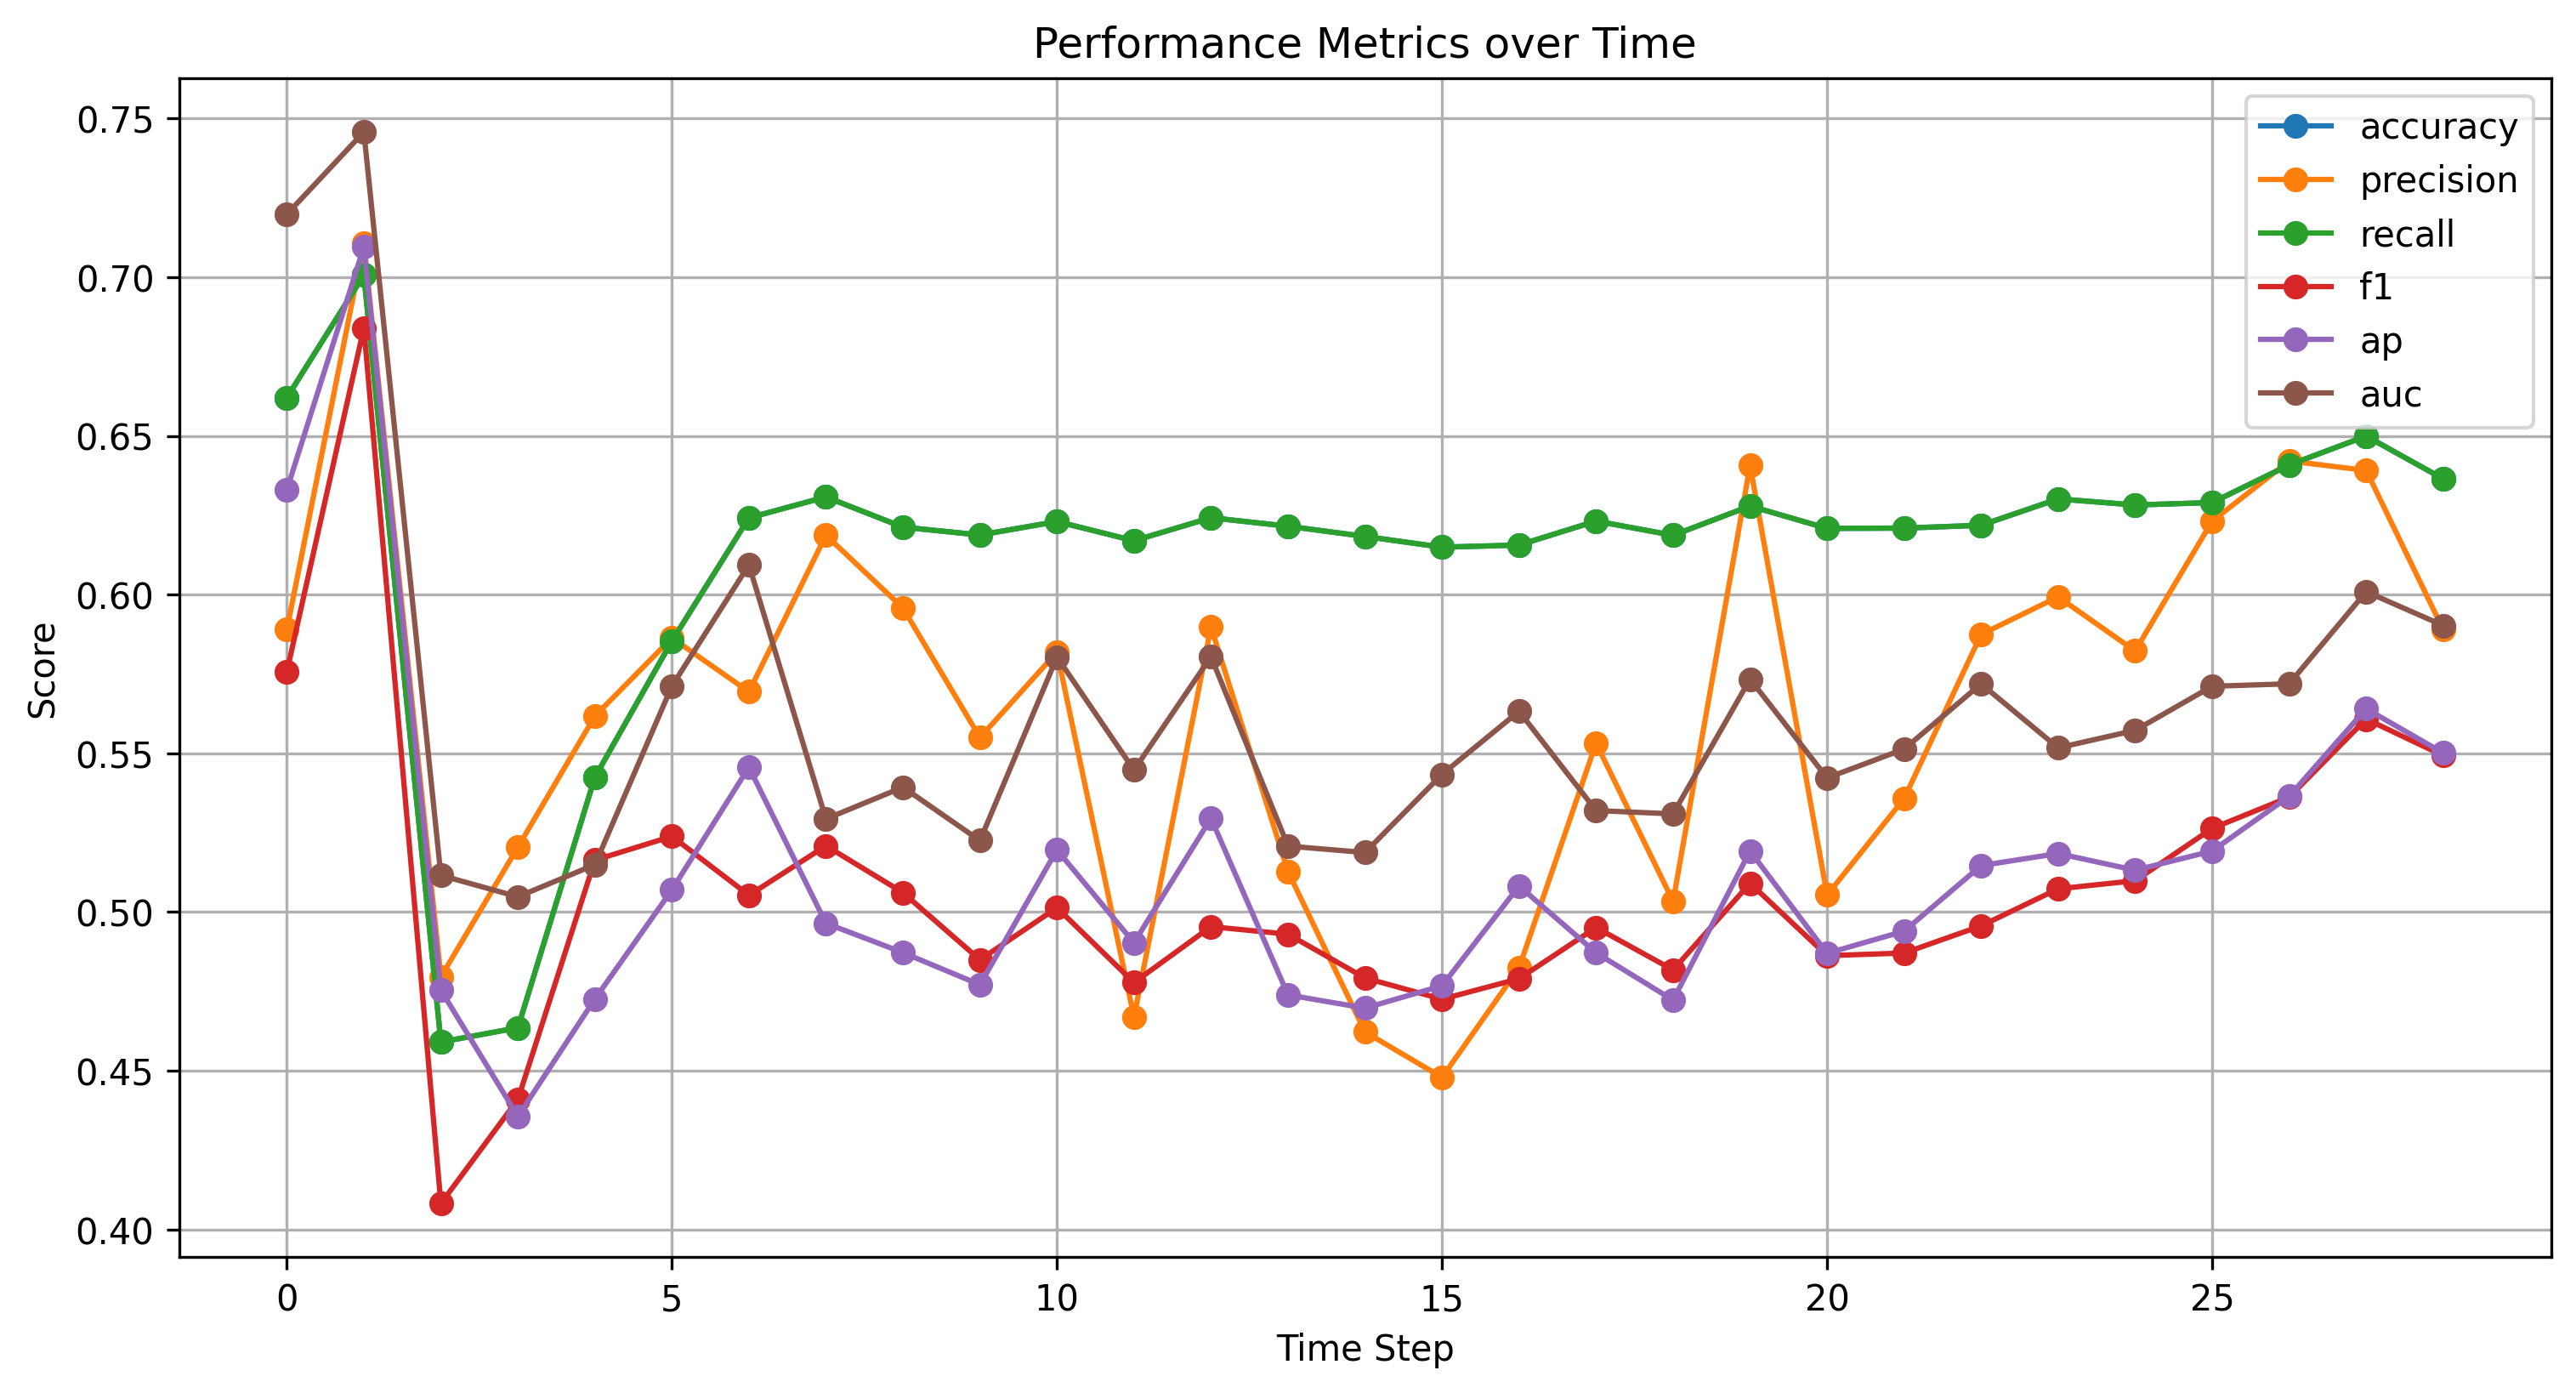 Performance Metrics over Time
0.75
0.70
0.65
0.60
0.55
0.50
0.45
0.40
Score
0
5
10
15
20
25
Time Step
accuracy
precision
recall
f1
ap
auc